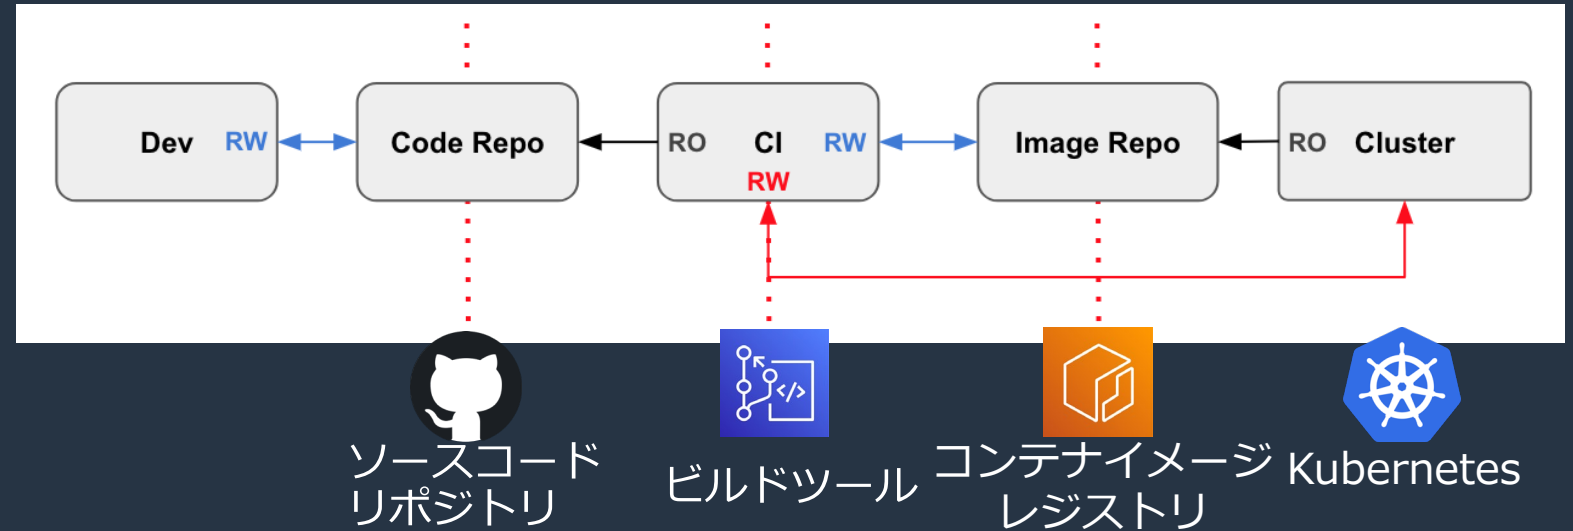 Dev RW
Code Repo
RO CI RW
RW
Image Repo
RO Cluster
ソースコード
リポジトリ
ビルドツール
コンテナイメージ
レジストリ
Kubernetes